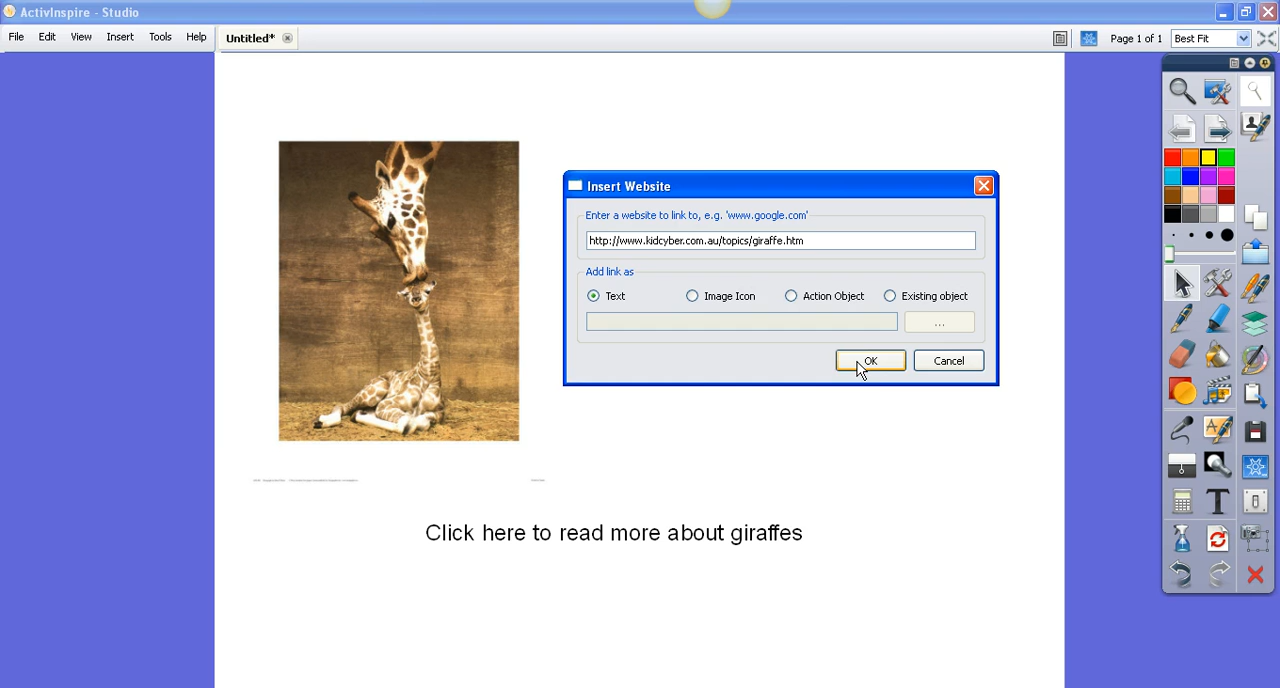 ActivInspire - Studio
File Edit View Insert Tools Help
Untitled*
Page 1 of 1
Best Fit
Insert Website
Enter a website to link to, e.g. 'www.google.com'
http://www.kidcyber.com.au/topics/giraffe.htm
Add link as
Text Image Icon Action Object Existing object
...
OK Cancel
Click here to read more about giraffes